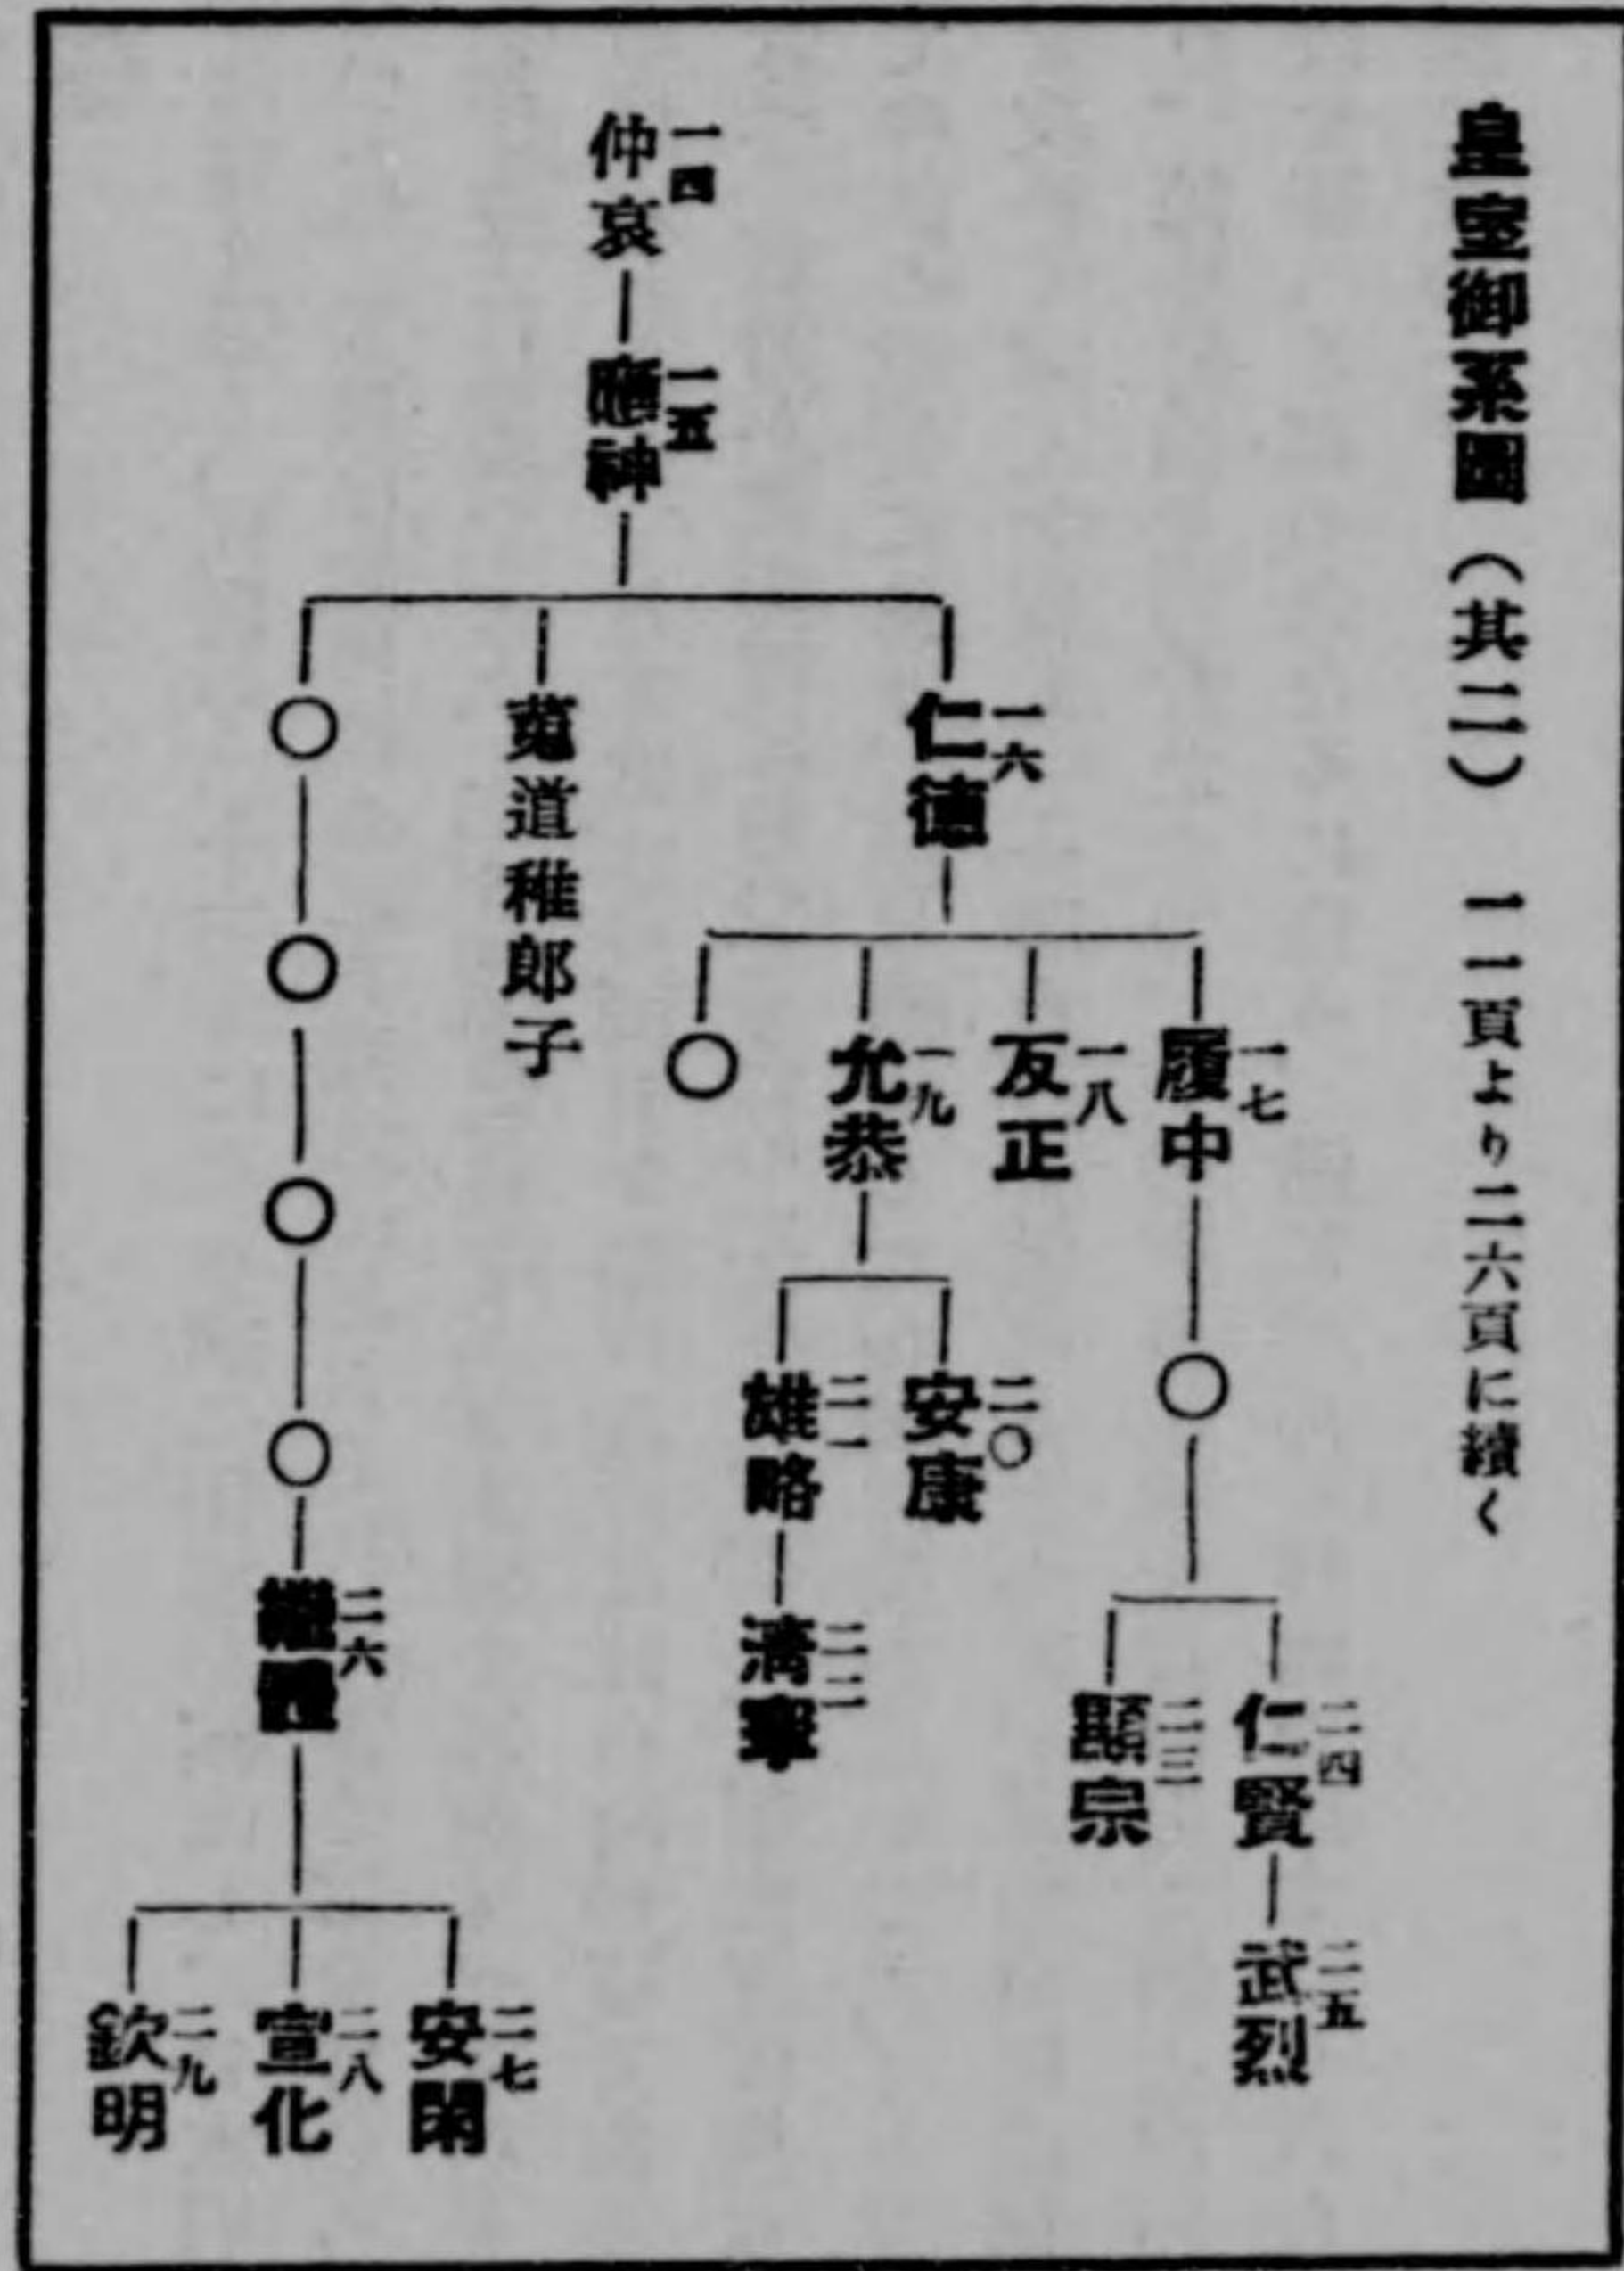 皇室御系圖（其二）　一一頁より二六頁に續く
一四
仲哀
一五
應神
一六
仁德
菟道稚郎子
〇
〇
〇
〇
一七
履中
一八
反正
一九
允恭
〇
〇
二〇
安康
二一
雄略
二二
淸寧
二四
仁賢
二三
顯宗
二五
武烈
二六
繼體
二七
安閑
二八
宣化
二九
欽明